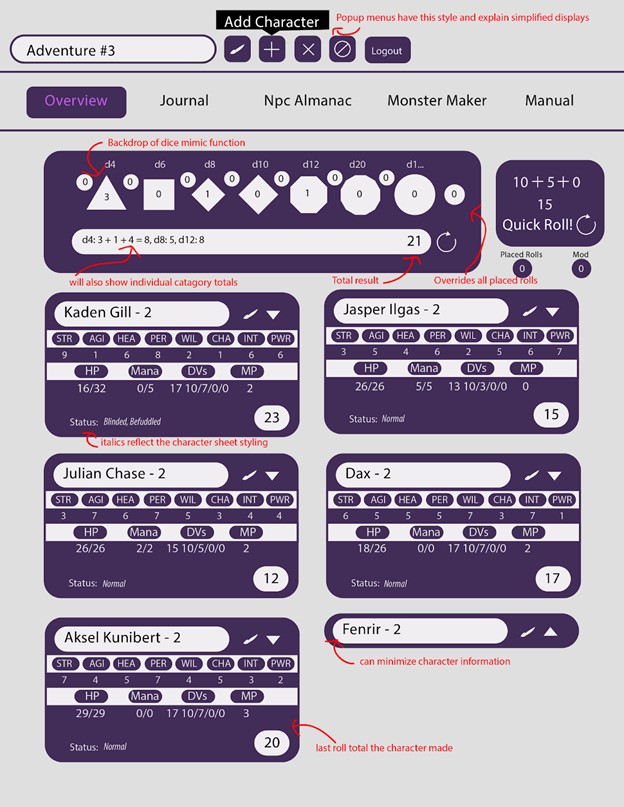 Add Character
Popup menus have this style and explain simplified displays
Adventure #3
Logout
Overview
Journal
Npc Almanac
Monster Maker
Manual
Backdrop of dice mimic function
d4 d6 d8 d10 d12 d20 d1...
0 3 0 0 0 1 0 0 0 1 0 0 0 0 0
d4: 3 + 1 + 4 = 8, d8: 5, d12: 8
21
10 + 5 + 0
15
Quick Roll!
Placed Rolls
0
Mod
0
will also show individual catagory totals
Total result
Overrides all placed rolls
Kaden Gill - 2
STR AGI HEA PER WIL CHA INT PWR
9 1 6 8 2 1 6 6
HP Mana DVs MP
16/32 0/5 17 10/7/0/0 2
Status: Blinded, Befuddled
23
italics reflect the character sheet styling
Jasper Ilgas - 2
STR AGI HEA PER WIL CHA INT PWR
3 5 4 6 2 5 6 7
HP Mana DVs MP
26/26 5/5 13 10/3/0/0 0
Status: Normal
15
Julian Chase - 2
STR AGI HEA PER WIL CHA INT PWR
3 7 6 7 5 3 4 4
HP Mana DVs MP
26/26 2/2 15 10/5/0/0 2
Status: Normal
12
Dax - 2
STR AGI HEA PER WIL CHA INT PWR
6 5 5 5 7 3 7 1
HP Mana DVs MP
18/26 0/0 17 10/7/0/0 2
Status: Normal
17
Aksel Kunibert - 2
STR AGI HEA PER WIL CHA INT PWR
7 4 5 7 4 5 3 2
HP Mana DVs MP
29/29 0/0 17 10/7/0/0 3
Status: Normal
20
Fenrir - 2
can minimize character information
last roll total the character made